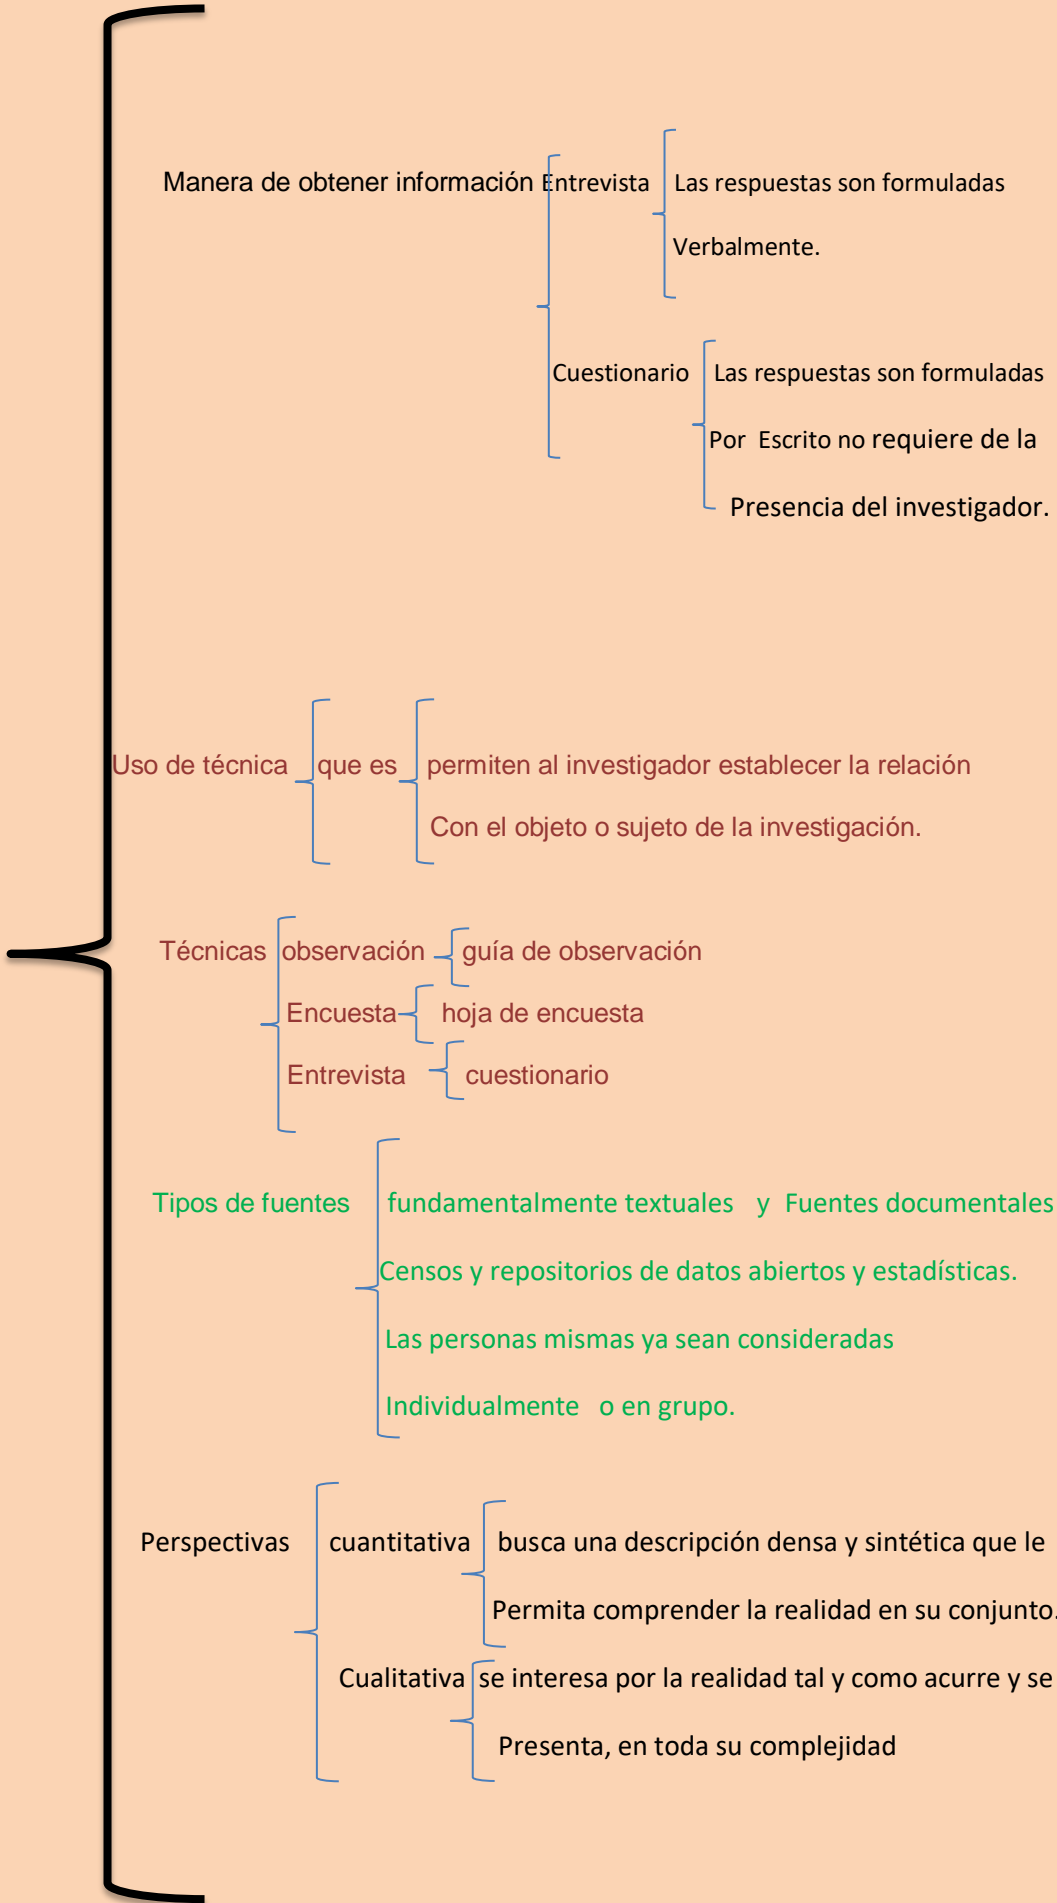 Manera de obtener información Entrevista Las respuestas son formuladas
Verbalmente.
Cuestionario Las respuestas son formuladas
Por Escrito no requiere de la
Presencia del investigador.
Uso de técnica que es permiten al investigador establecer la relación
Con el objeto o sujeto de la investigación.
Técnicas observación guía de observación
Encuesta hoja de encuesta
Entrevista cuestionario
Tipos de fuentes fundamentalmente textuales y Fuentes documentales
Censos y repositorios de datos abiertos y estadísticas.
Las personas mismas ya sean consideradas
Individualmente o en grupo.
Perspectivas cuantitativa busca una descripción densa y sintética que le
Permita comprender la realidad en su conjunto.
Cualitativa se interesa por la realidad tal y como acurre y se
Presenta, en toda su complejidad